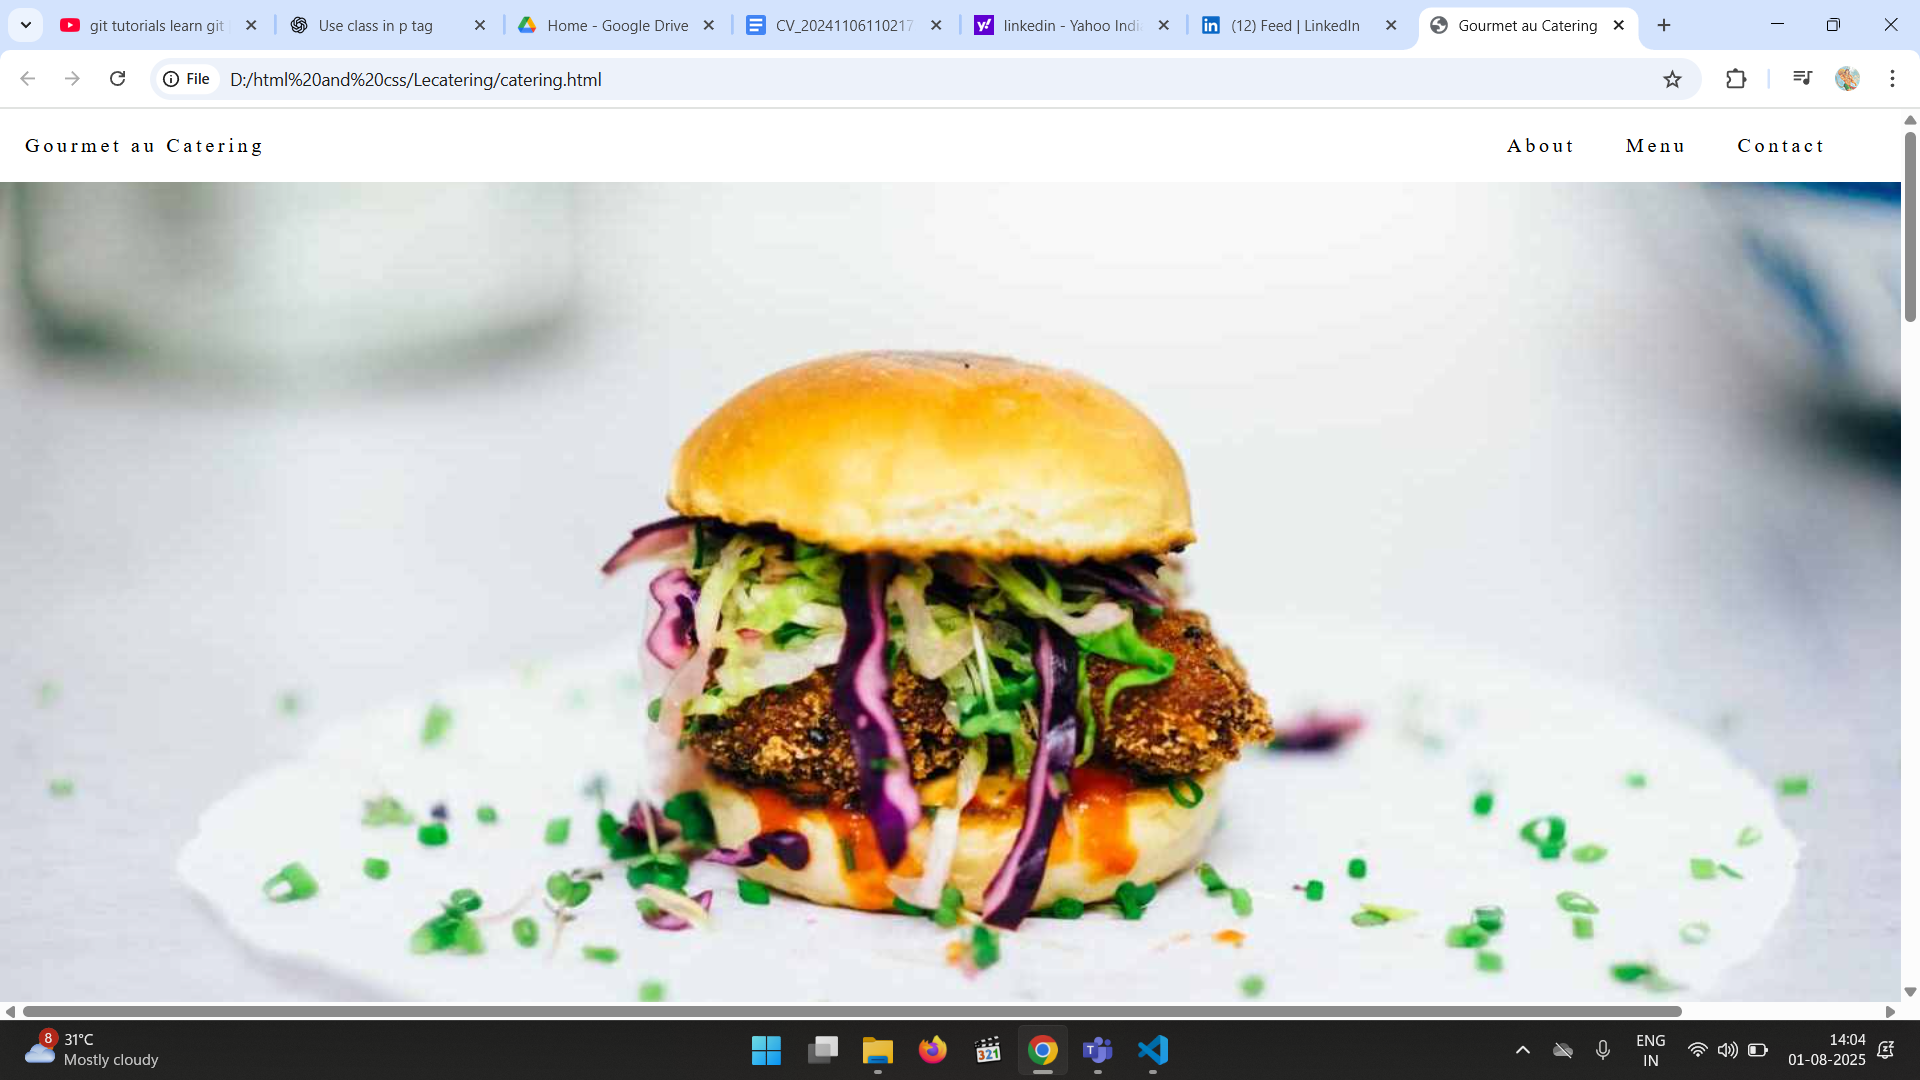 git tutorials learn git
Use class in p tag
Home - Google Drive
CV_20241106110217
linkedin - Yahoo Indi
(12) Feed | LinkedIn
Gourmet au Catering
File
D:/html%20and%20css/Lecatering/catering.html
Gourmet au Catering
About
Menu
Contact
8
31°C
Mostly cloudy
321
T
ENG
IN
14:04
01-08-2025